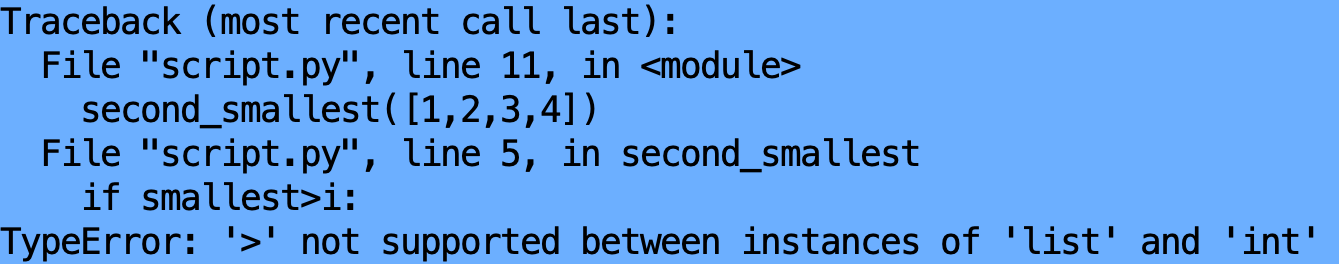 Traceback (most recent call last):
  File "script.py", line 11, in <module>
    second_smallest([1,2,3,4])
  File "script.py", line 5, in second_smallest
    if smallest>i:
TypeError: '>' not supported between instances of 'list' and 'int'